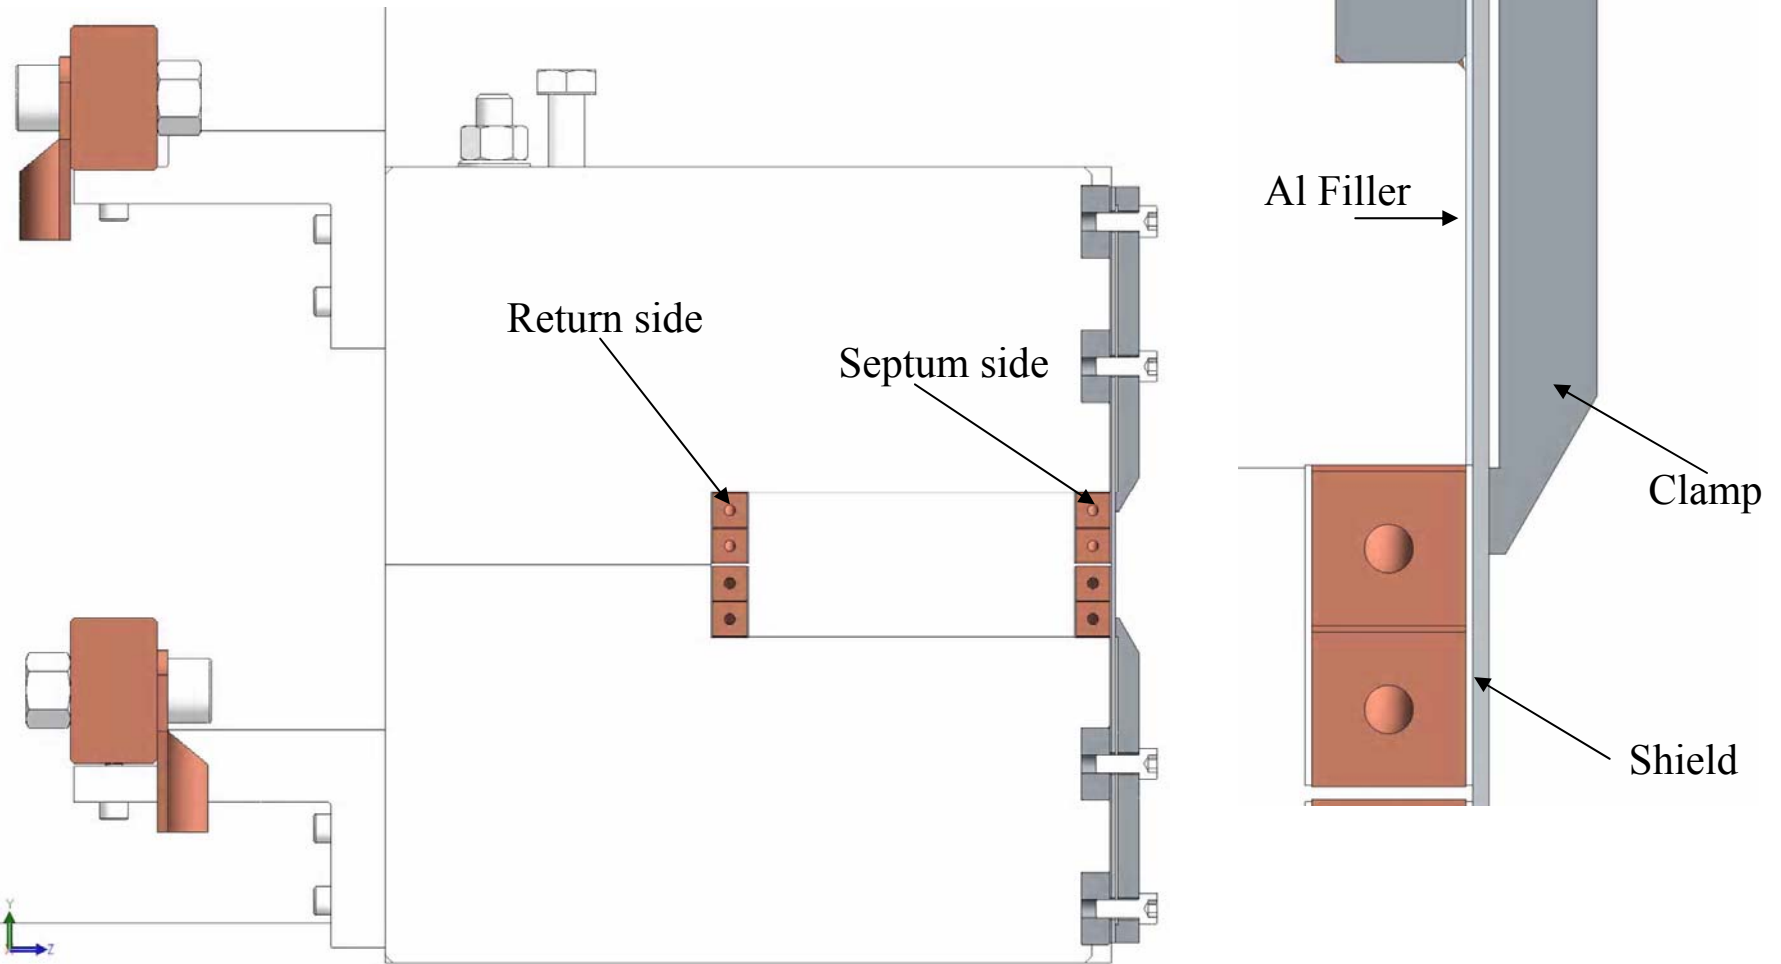 Al Filler
Return side
Septum side
Clamp
Shield
Y
Z